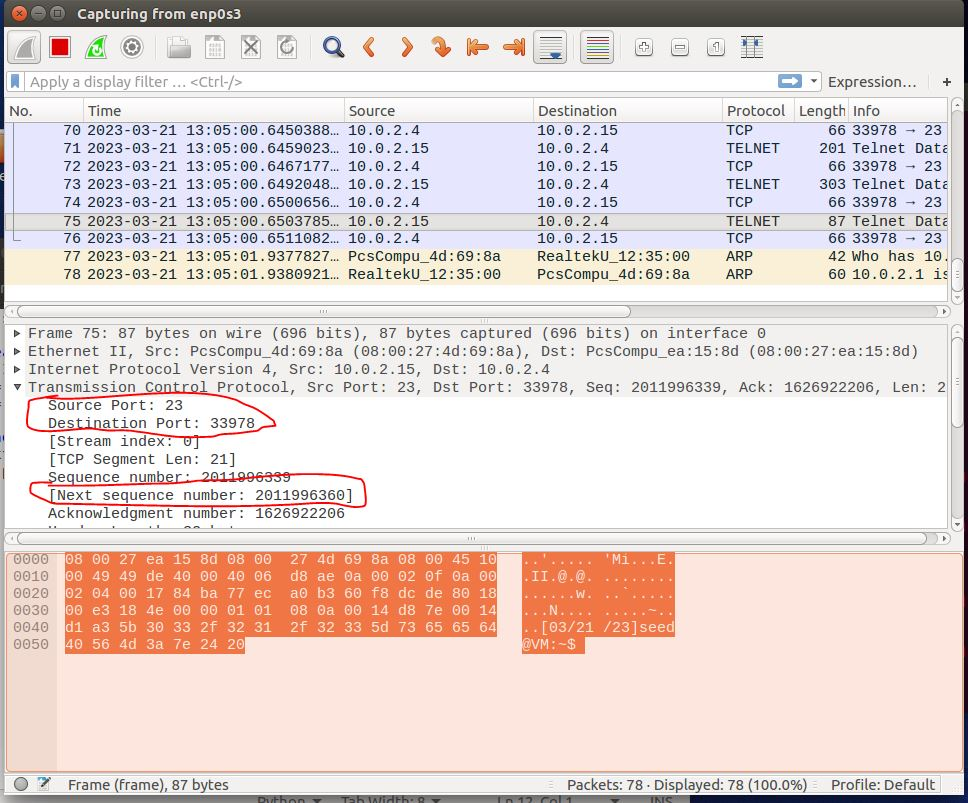 Capturing from enp0s3
Apply a display filter ... <Ctrl-/> Expression... +
No. Time Source Destination Protocol Length Info
70 2023-03-21 13:05:00.6450388... 10.0.2.4 10.0.2.15 TCP 66 33978 → 23
71 2023-03-21 13:05:00.6459023... 10.0.2.15 10.0.2.4 TELNET 201 Telnet Data
72 2023-03-21 13:05:00.6467177... 10.0.2.4 10.0.2.15 TCP 66 33978 → 23
73 2023-03-21 13:05:00.6492048... 10.0.2.15 10.0.2.4 TELNET 303 Telnet Data
74 2023-03-21 13:05:00.6500656... 10.0.2.4 10.0.2.15 TCP 66 33978 → 23
75 2023-03-21 13:05:00.6503785... 10.0.2.15 10.0.2.4 TELNET 87 Telnet Data
76 2023-03-21 13:05:00.6511082... 10.0.2.4 10.0.2.15 TCP 66 33978 → 23
77 2023-03-21 13:05:01.9377827... PcsCompu_4d:69:8a RealtekU_12:35:00 ARP 42 Who has 10.
78 2023-03-21 13:05:01.9380921... RealtekU_12:35:00 PcsCompu_4d:69:8a ARP 60 10.0.2.1 is
Frame 75: 87 bytes on wire (696 bits), 87 bytes captured (696 bits) on interface 0
Ethernet II, Src: PcsCompu_4d:69:8a (08:00:27:4d:69:8a), Dst: PcsCompu_ea:15:8d (08:00:27:ea:15:8d)
Internet Protocol Version 4, Src: 10.0.2.15, Dst: 10.0.2.4
Transmission Control Protocol, Src Port: 23, Dst Port: 33978, Seq: 2011996339, Ack: 1626922206, Len: 2
Source Port: 23
Destination Port: 33978
[Stream index: 0]
[TCP Segment Len: 21]
Sequence number: 2011996339
[Next sequence number: 2011996360]
Acknowledgment number: 1626922206
0000 08 00 27 ea 15 8d 08 00 27 4d 69 8a 08 00 45 10 ..'..... 'Mi...E.
0010 00 49 49 de 40 00 40 06 d8 ae 0a 00 02 0f 0a 00 .II.@.@. ........
0020 02 04 00 17 84 ba 77 ec a0 b3 60 f8 dc de 80 18 ......w. ..`.....
0030 00 e3 18 4e 00 00 01 01 08 0a 00 14 d8 7e 00 14 ...N.... .....~..
0040 d1 a3 5b 30 33 2f 32 31 2f 32 33 5d 73 65 65 64 ..[03/21 /23]seed
0050 40 56 4d 3a 7e 24 20 @VM:~$
Frame (frame), 87 bytes Packets: 78 · Displayed: 78 (100.0%) Profile: Default
Python Tab Width: 8 Ln 12, Col 1 INS